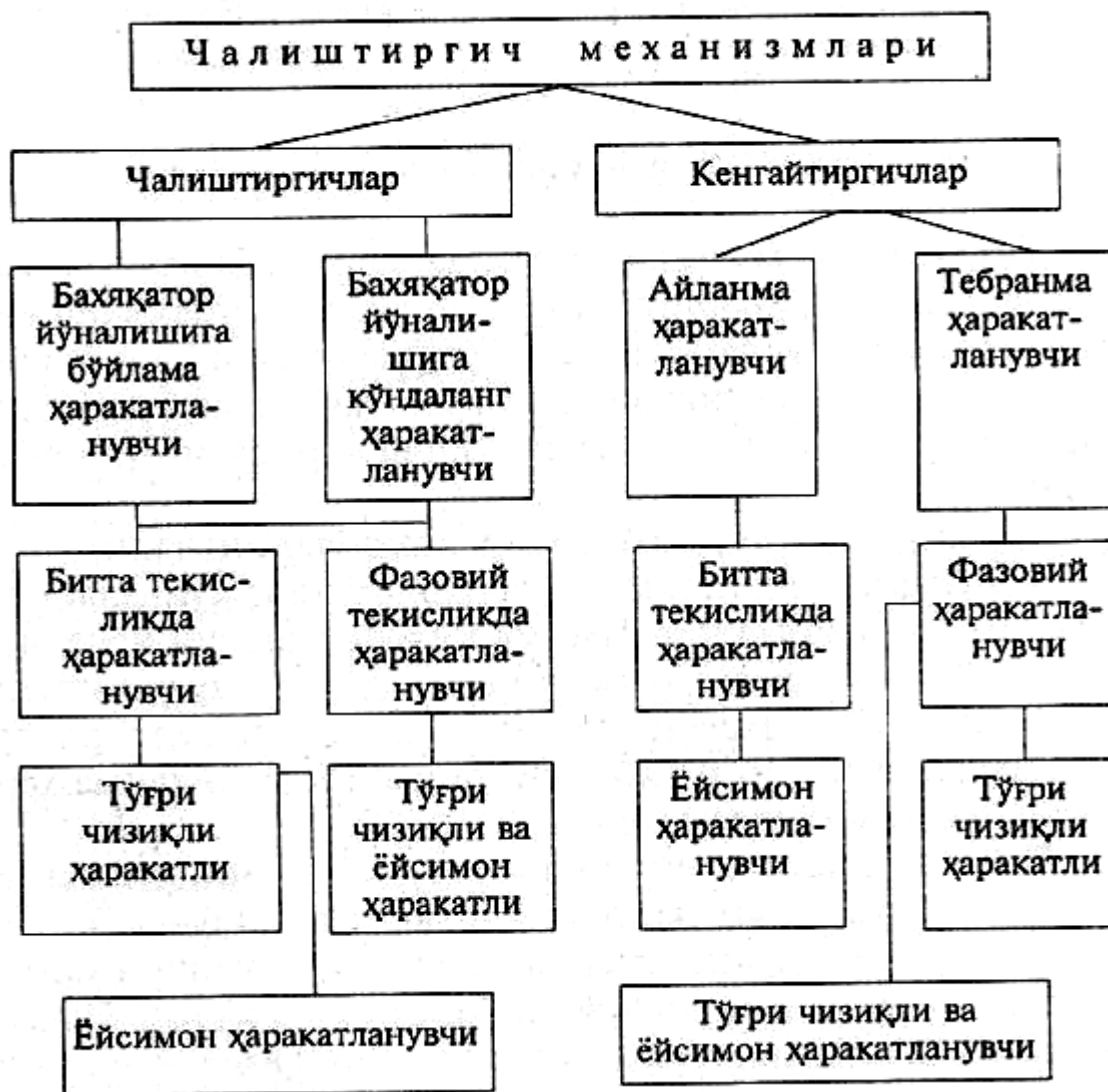 Чалиштиргич механизмлари
Чалиштиргичлар
Кенгайтиргичлар
Бахяқатор
йўналишига
бўйлама
ҳаракатла-
нувчи
Бахяқатор
йўнали-
шига
кўндаланг
ҳаракат-
ланувчи
Айланма
ҳаракат-
ланувчи
Тебранма
ҳаракат-
ланувчи
Битта текис-
ликда
ҳаракатла-
нувчи
Фазовий
текисликда
ҳаракатла-
нувчи
Битта
текисликда
ҳаракатла-
нувчи
Фазовий
ҳаракатла-
нувчи
Тўғри
чизиқли
ҳаракатли
Тўғри
чизиқли ва
ёйсимон
ҳаракатли
Ёйсимон
ҳаракатла-
нувчи
Тўғри
чизиқли
ҳаракатли
Ёйсимон ҳаракатланувчи
Тўғри чизиқли ва
ёйсимон ҳаракатланувчи